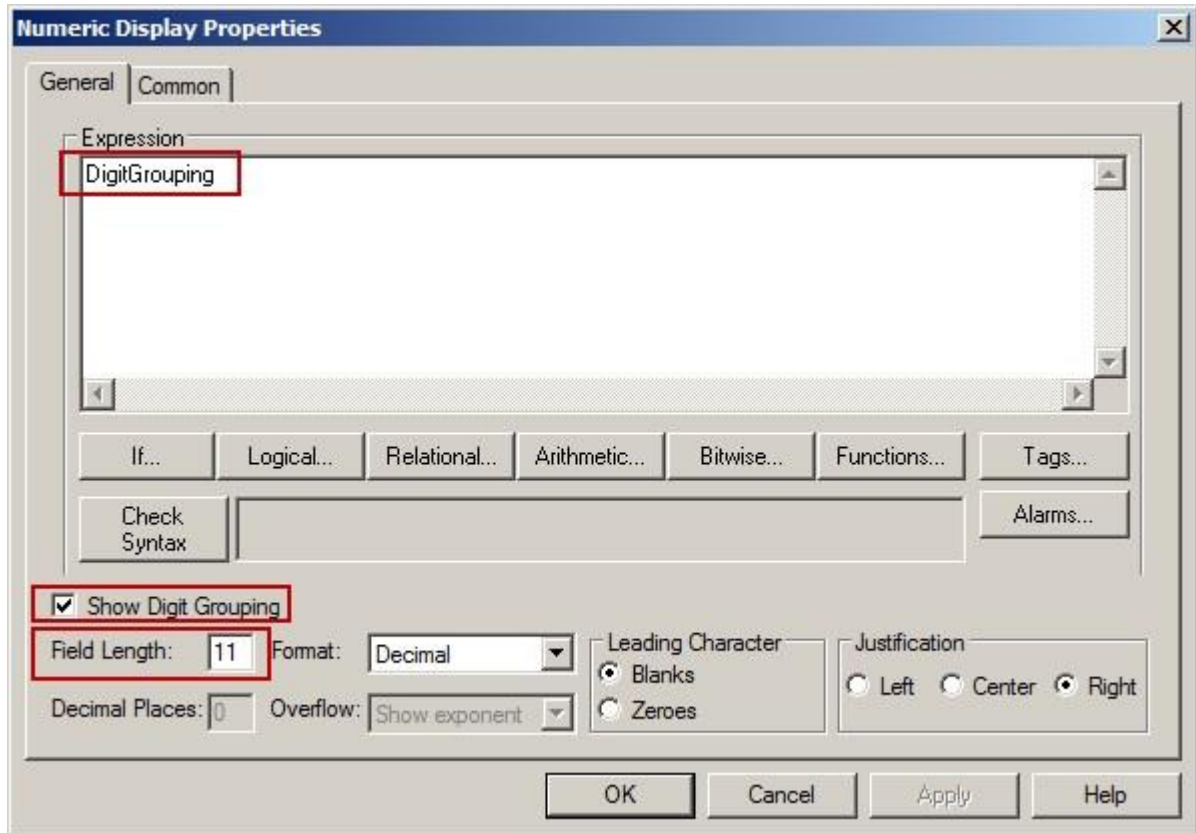 Numeric Display Properties
General Common
Expression
DigitGrouping
If... Logical... Relational... Arithmetic... Bitwise... Functions... Tags...
Check Alarms...
Syntax
Show Digit Grouping
Field Length: 11 Format: Decimal Leading Character Justification
Blanks Left Center Right
Decimal Places: 0 Overflow: Show exponent Zeroes
OK Cancel Apply Help